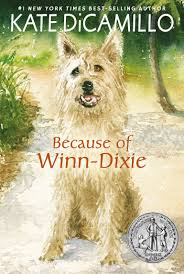 #1 NEW YORK TIMES BEST-SELLING AUTHOR
KATE DiCAMILLO
Because of
Winn-Dixie